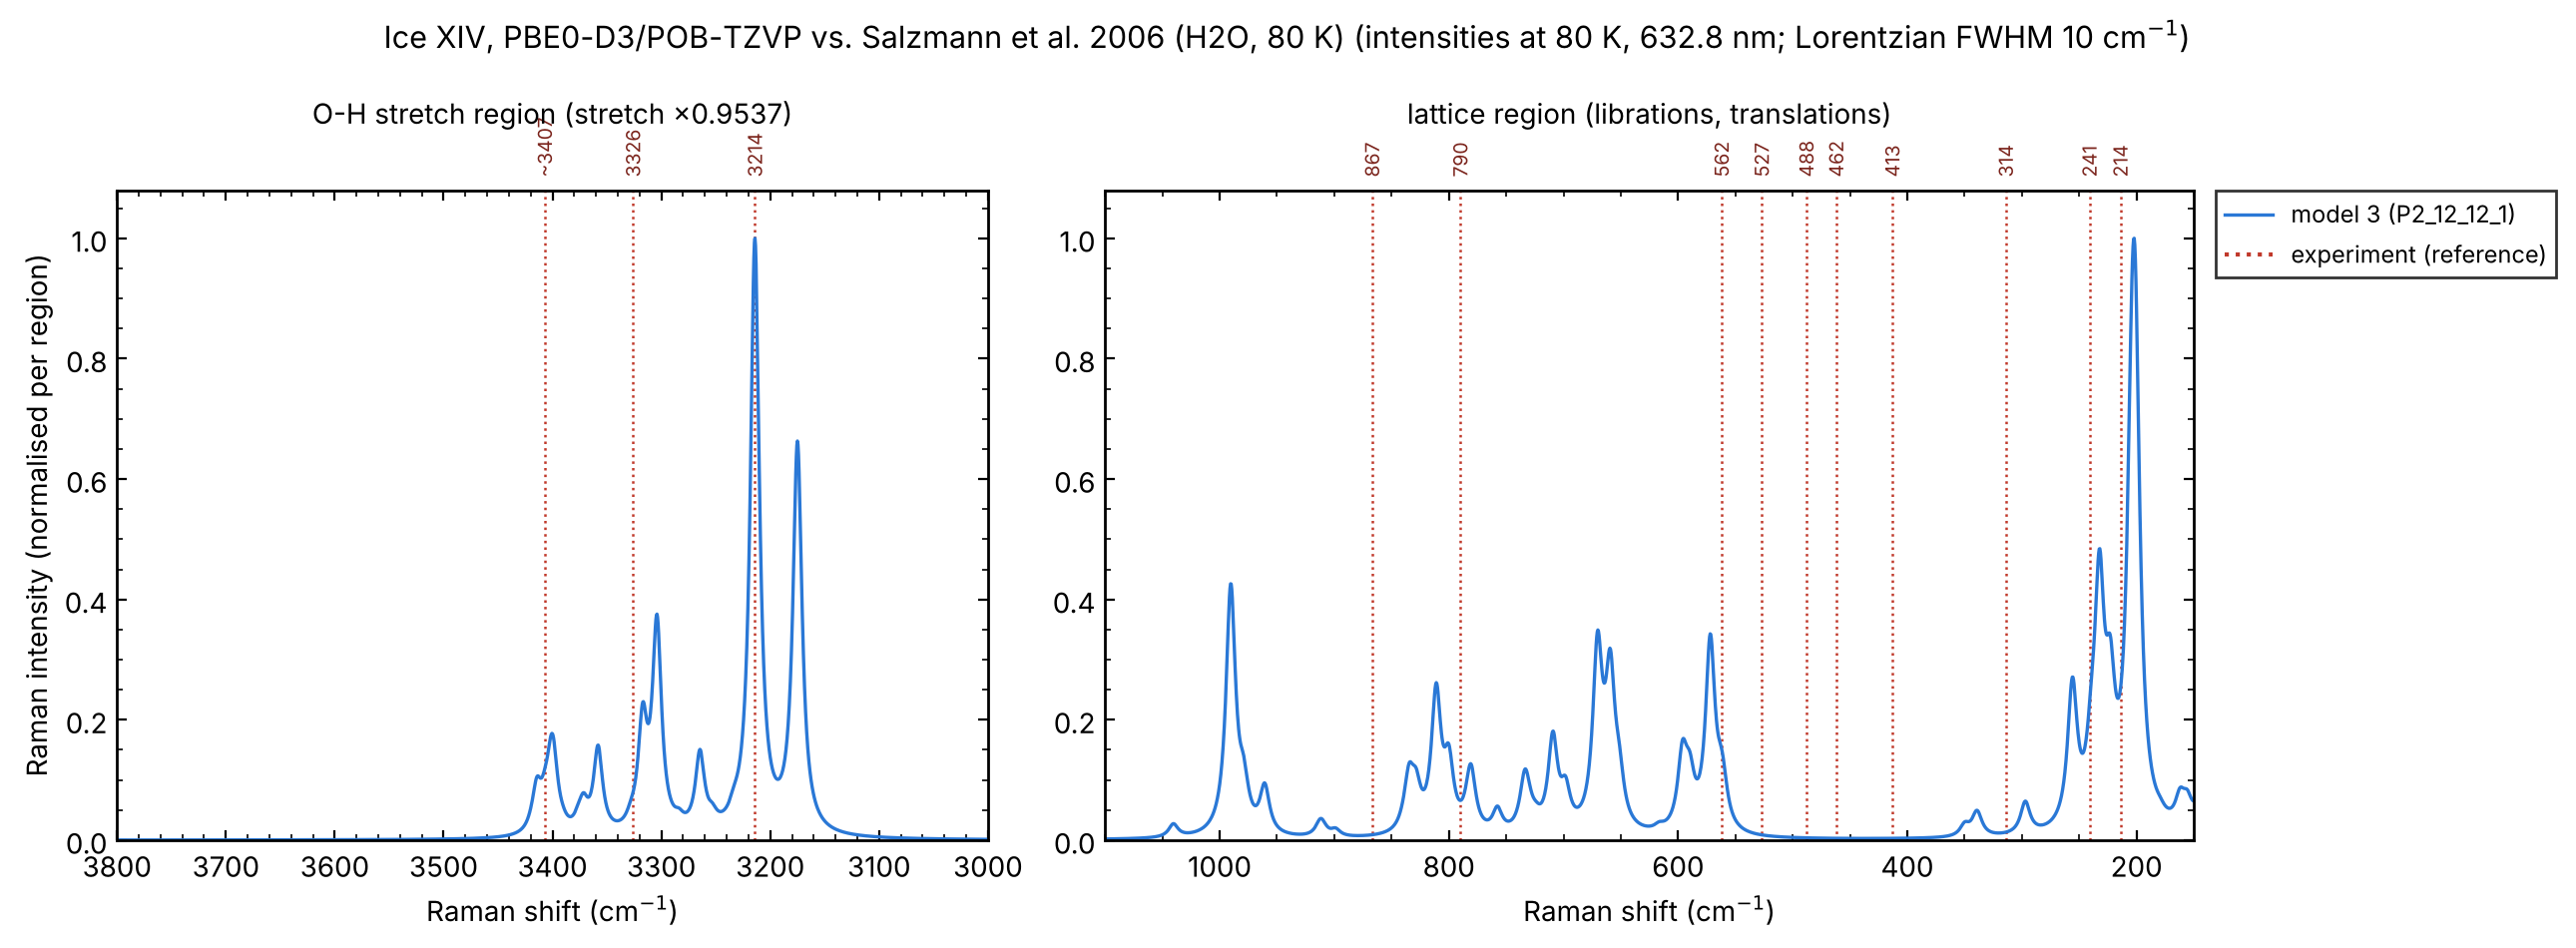 Ice XIV, PBE0-D3/POB-TZVP vs. Salzmann et al. 2006 (H2O, 80 K) (intensities at 80 K, 632.8 nm; Lorentzian FWHM 10 cm⁻¹)
O-H stretch region (stretch ×0.9537)
~3407 3326 3214
Raman intensity (normalised per region)
1.0
0.8
0.6
0.4
0.2
0.0
3800 3700 3600 3500 3400 3300 3200 3100 3000
Raman shift (cm⁻¹)
lattice region (librations, translations)
867 790 562 527 488 462 413 314 241 214
1.0
0.8
0.6
0.4
0.2
0.0
1000 800 600 400 200
Raman shift (cm⁻¹)
model 3 (P2_12_12_1)
experiment (reference)